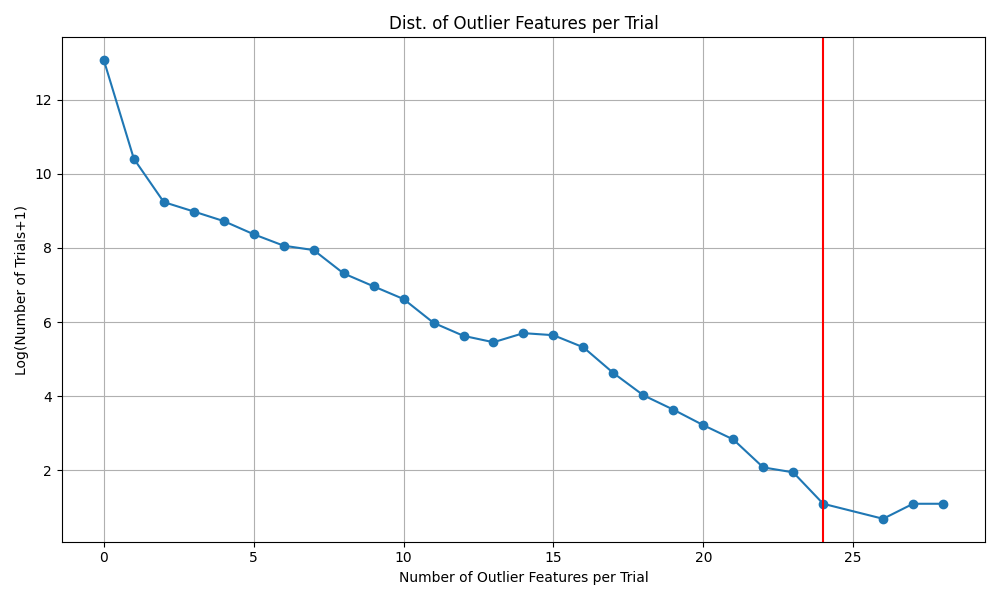 Dist. of Outlier Features per Trial
12
10
8
6
4
2
Log(Number of Trials+1)
0 5 10 15 20 25
Number of Outlier Features per Trial